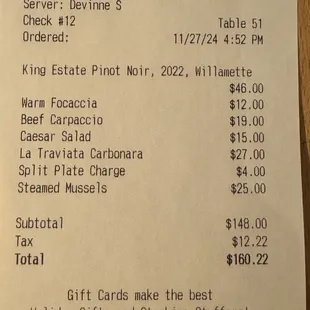 Server: Devinne S
Check #12 Table 51
Ordered: 11/27/24 4:52 PM
King Estate Pinot Noir, 2022, Willamette
$46.00
Warm Focaccia $12.00
Beef Carpaccio $19.00
Caesar Salad $15.00
La Traviata Carbonara $27.00
Split Plate Charge $4.00
Steamed Mussels $25.00
Subtotal $148.00
Tax $12.22
Total $160.22
Gift Cards make the best